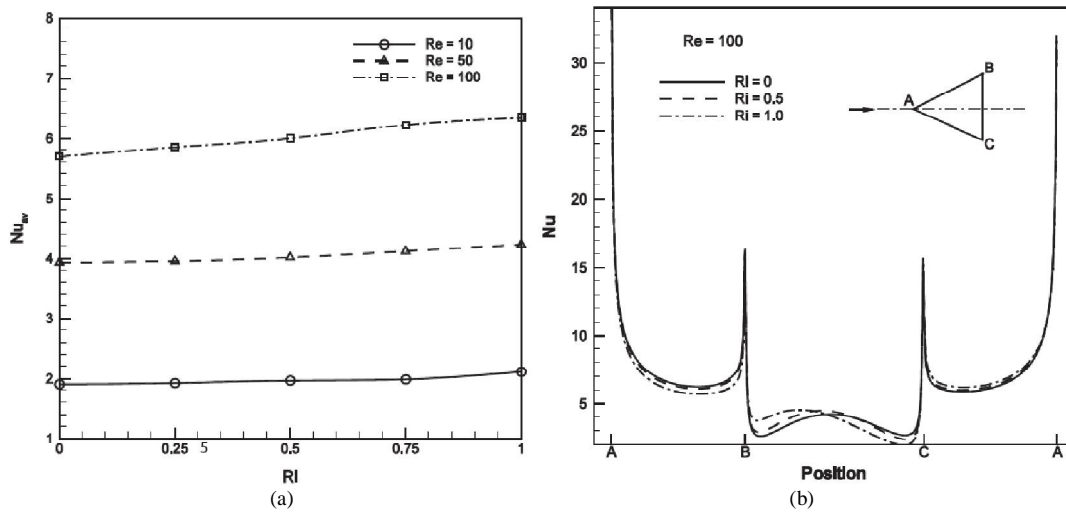 8
7
6
5
4
3
2
1
Nu_av
Re = 10
Re = 50
Re = 100
0
0.25
5
0.5
0.75
1
RI
(a)
30
25
20
15
10
5
Nu
Re = 100
RI = 0
Ri = 0.5
Ri = 1.0
A
B
C
A
B
C
A
Position
(b)